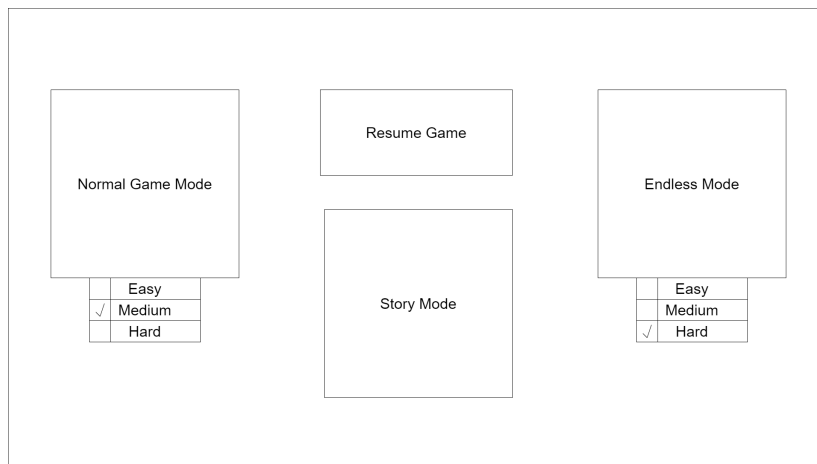 Normal Game Mode
Easy
√ Medium
Hard
Resume Game
Story Mode
Endless Mode
Easy
Medium
√ Hard